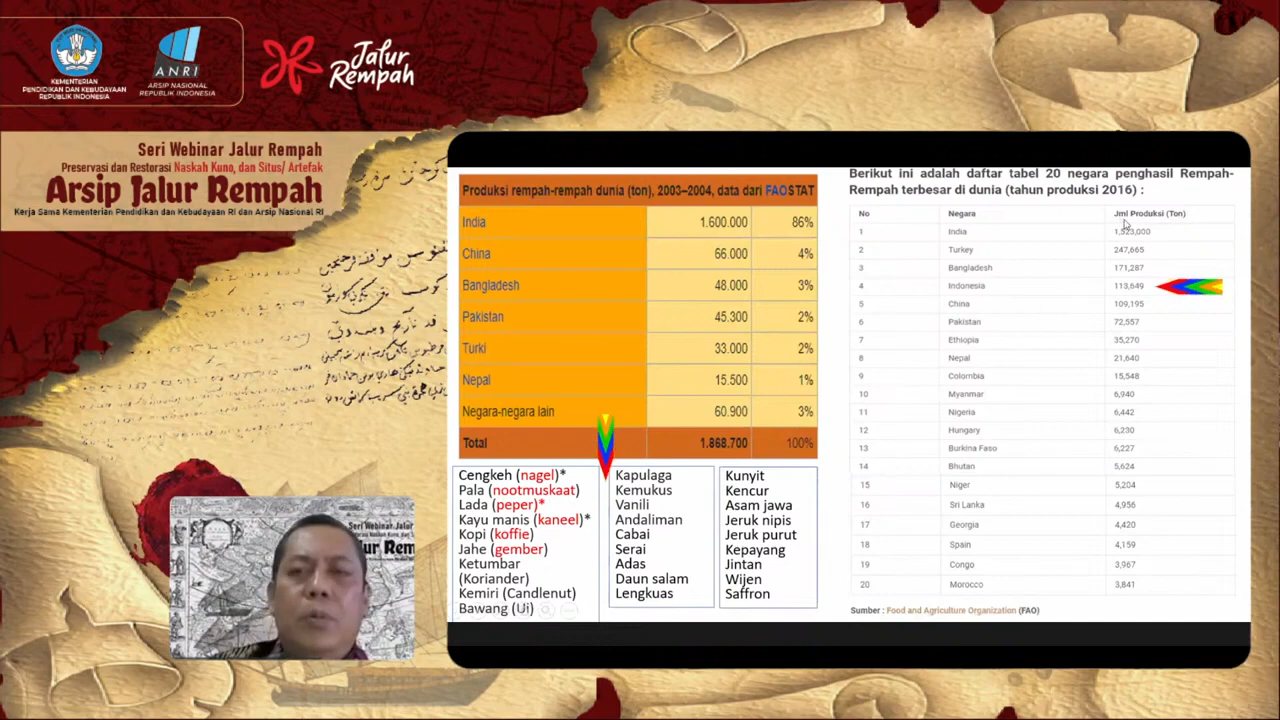 KEMENTERIAN
PENDIDIKAN DAN KEBUDAYAAN
REPUBLIK INDONESIA
ANRI
ARSIP NASIONAL
REPUBLIK INDONESIA
Jalur
Rempah
Seri Webinar Jalur Rempah
Preservasi dan Restorasi Naskah Kuno, dan Situs/ Artefak
Arsip Jalur Rempah
Kerja Sama Kementerian Pendidikan dan Kebudayaan RI dan Arsip Nasional RI
Produksi rempah-rempah dunia (ton), 2003–2004, data dari FAOSTAT
India 1.600.000 86%
China 66.000 4%
Bangladesh 48.000 3%
Pakistan 45.300 2%
Turki 33.000 2%
Nepal 15.500 1%
Negara-negara lain 60.900 3%
Total 1.868.700 100%
Cengkeh (nagel)*
Pala (nootmuskaat)
Lada (peper)*
Kayu manis (kaneel)*
Kopi (koffie)
Jahe (gember)
Ketumbar
(Koriander)
Kemiri (Candlenut)
Bawang (Ui)
Kapulaga
Kemukus
Vanili
Andaliman
Cabai
Serai
Adas
Daun salam
Lengkuas
Kunyit
Kencur
Asam jawa
Jeruk nipis
Jeruk purut
Kepayang
Jintan
Wijen
Saffron
Berikut ini adalah daftar tabel 20 negara penghasil Rempah-
Rempah terbesar di dunia (tahun produksi 2016) :
No Negara Jml Produksi (Ton)
1 India 1,523,000
2 Turkey 247,665
3 Bangladesh 171,287
4 Indonesia 113,649
5 China 109,195
6 Pakistan 72,557
7 Ethiopia 35,270
8 Nepal 21,640
9 Colombia 15,548
10 Myanmar 6,940
11 Nigeria 6,442
12 Hungary 6,230
13 Burkina Faso 6,227
14 Bhutan 5,624
15 Niger 5,204
16 Sri Lanka 4,956
17 Georgia 4,420
18 Spain 4,159
19 Congo 3,967
20 Morocco 3,841
Sumber : Food and Agriculture Organization (FAO)